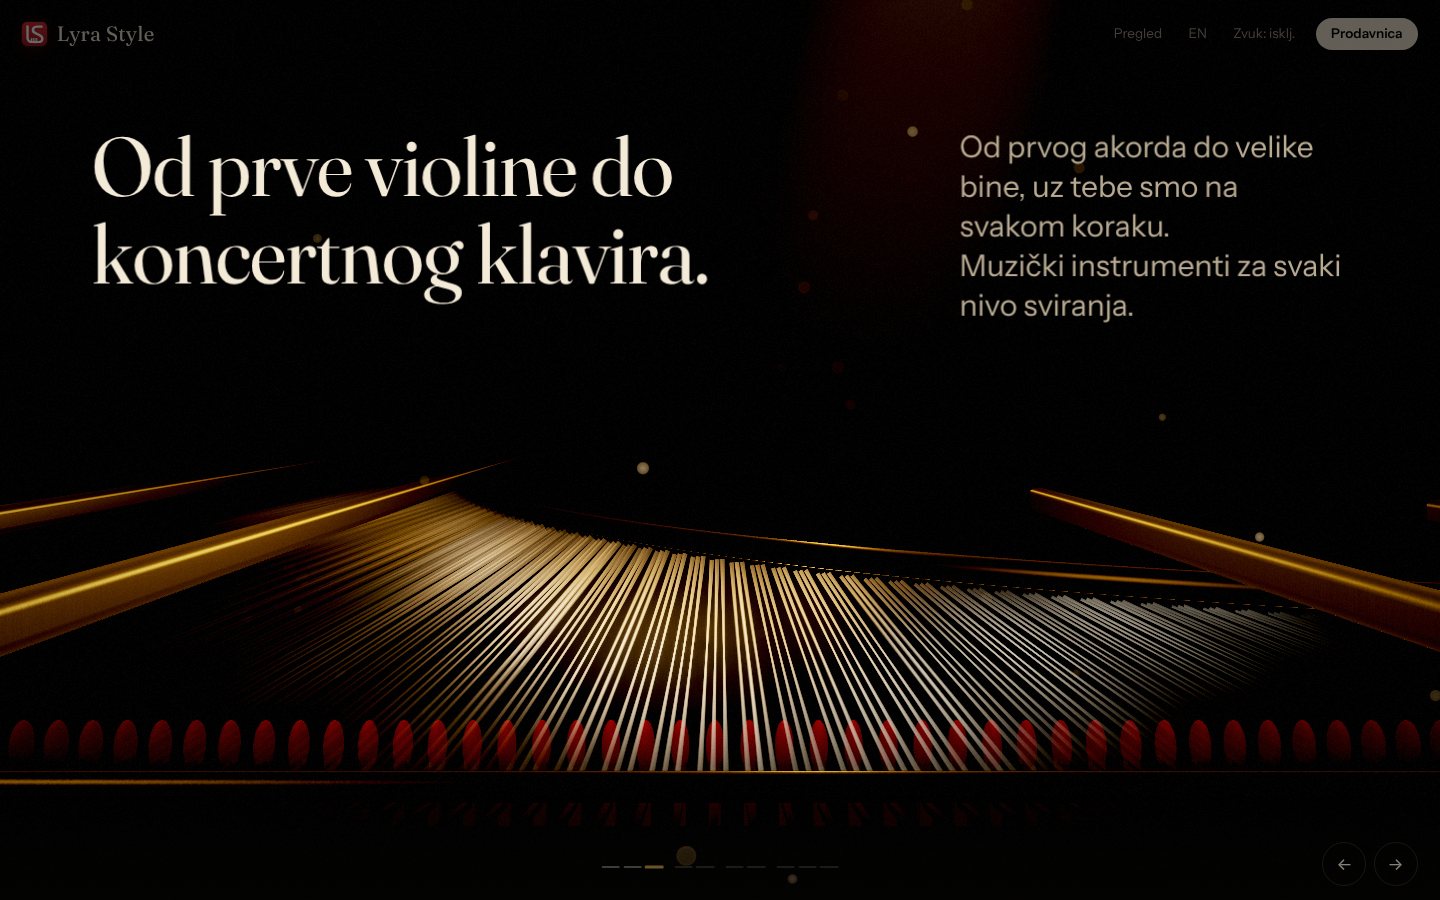 LS
Lyra Style
Pregled
EN
Zvuk: isklj.
Prodavnica
Od prve violine do
koncertnog klavira.
Od prvog akorda do velike
bine, uz tebe smo na
svakom koraku.
Muzički instrumenti za svaki
nivo sviranja.